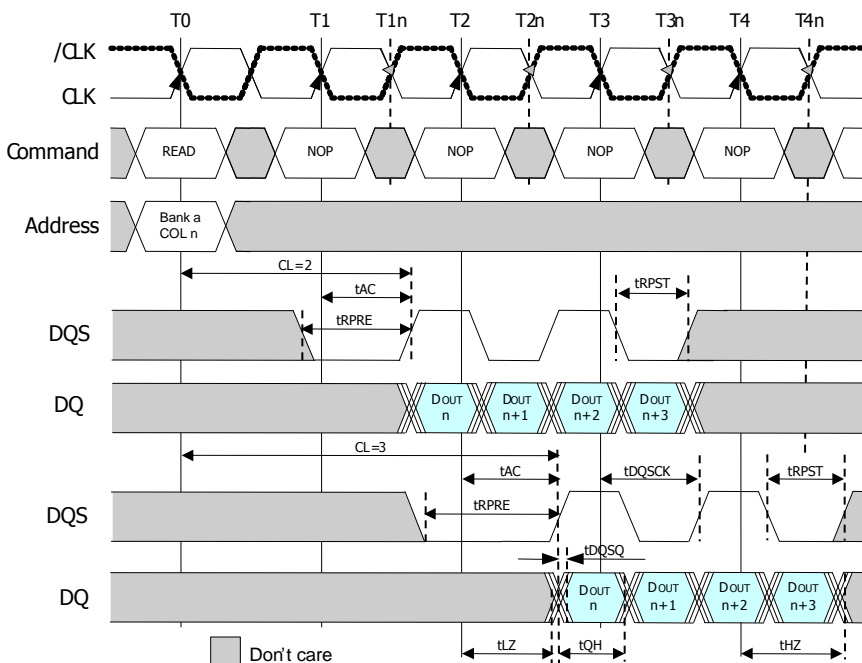 T0 T1 T1n T2 T2n T3 T3n T4 T4n
/CLK
CLK
Command READ NOP NOP NOP NOP
Address Bank a
COL n
CL=2
tAC
tRPST
tRPRE
DQS
DQ DOUT n DOUT n+1 DOUT n+2 DOUT n+3
CL=3
tAC tDQSCK tRPST
tRPRE
DQS
tDQSQ
DQ DOUT n DOUT n+1 DOUT n+2 DOUT n+3
tLZ tQH tHZ
Don't care